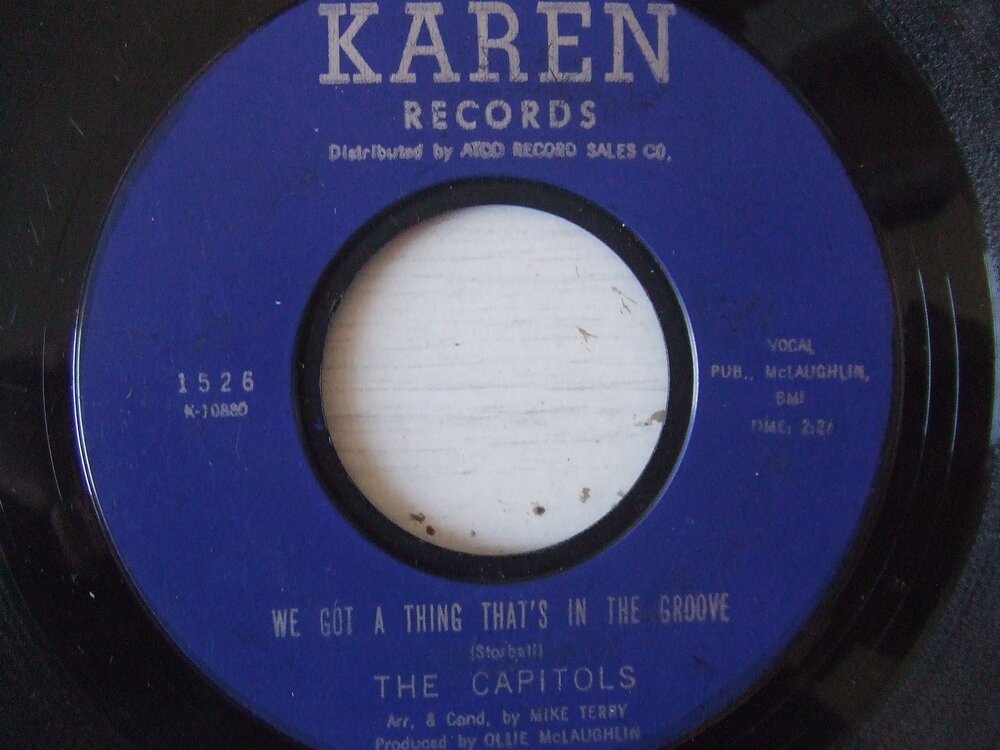 KAREN
RECORDS
Distributed by ATCO RECORD SALES CO.
1526
K-10880
VOCAL
PUB., McLAUGHLIN,
BMI
TIME:
WE GOT A THING THAT'S IN THE GROOVE
THE CAPITOLS
Arr. & Cond, by MIKE TERRY
Produced by OLLIE McLAUGHLIN